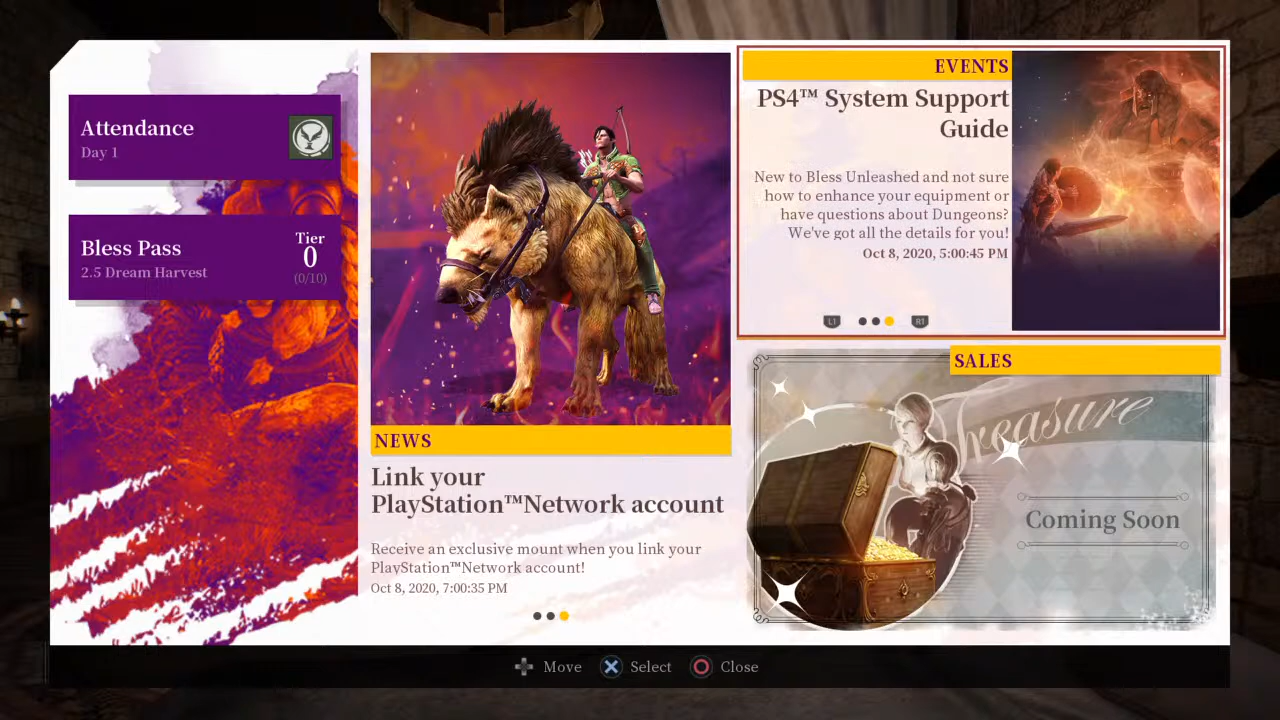 Attendance
Day 1
Bless Pass
2.5 Dream Harvest
Tier
0
(0/10)
NEWS
Link your
PlayStation™Network account
Receive an exclusive mount when you link your
PlayStation™Network account!
Oct 8, 2020, 7:00:35 PM
EVENTS
PS4™ System Support
Guide
New to Bless Unleashed and not sure
how to enhance your equipment or
have questions about Dungeons?
We've got all the details for you!
Oct 8, 2020, 5:00:45 PM
L1
R1
SALES
Treasure
Coming Soon
Move
Select
Close